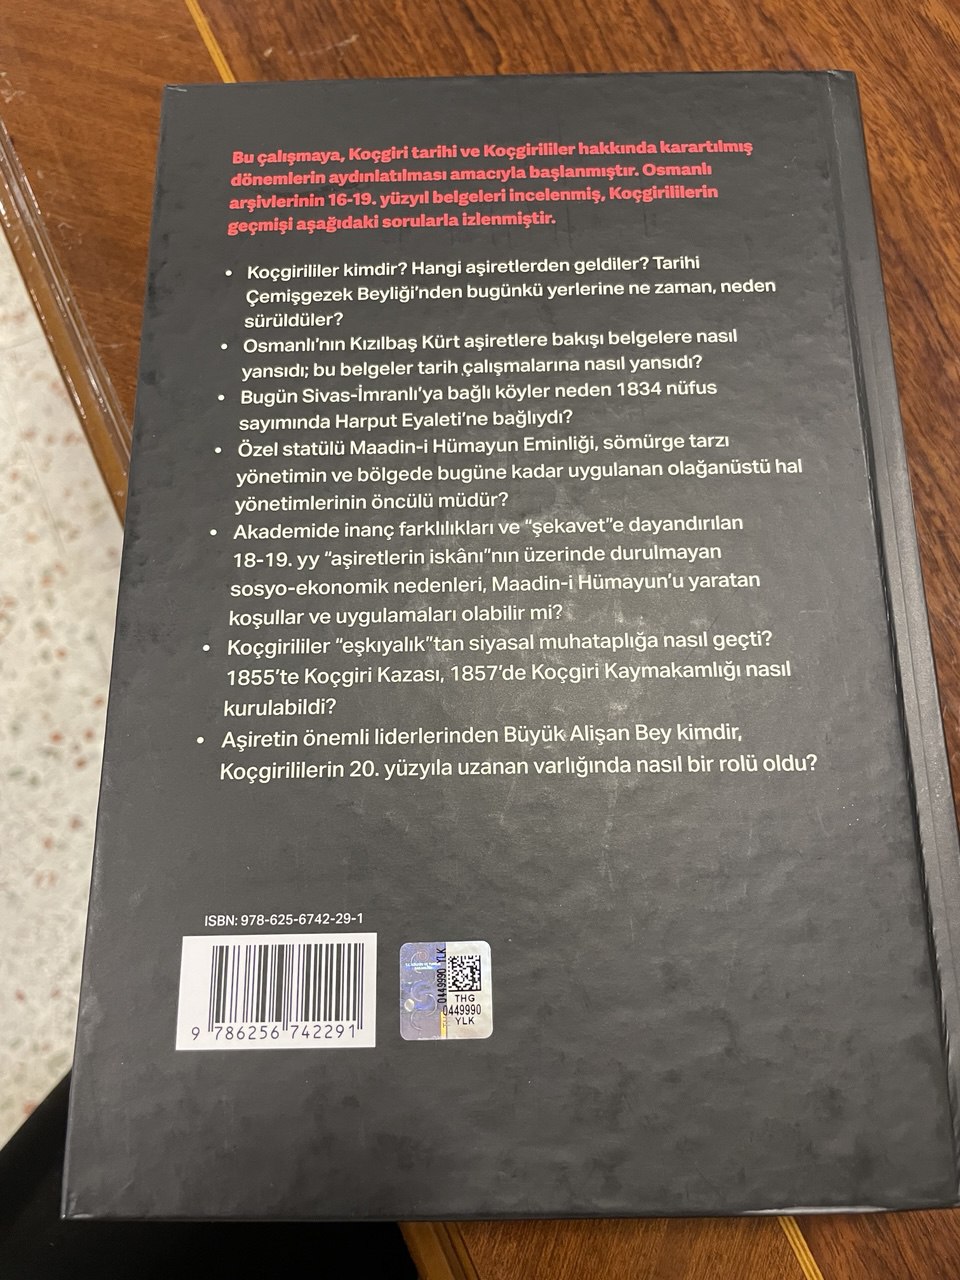 Bu çalışmaya, Koçgiri tarihi ve Koçgirililer hakkında karartılmış
dönemlerin aydınlatılması amacıyla başlanmıştır. Osmanlı
arşivlerinin 16-19. yüzyıl belgeleri incelenmiş, Koçgirililerin
geçmişi aşağıdaki sorularla izlenmiştir.
• Koçgirililer kimdir? Hangi aşiretlerden geldiler? Tarihi
Çemişgezek Beyliği’nden bugünkü yerlerine ne zaman, neden
sürüldüler?
• Osmanlı’nın Kızılbaş Kürt aşiretlere bakışı belgelere nasıl
yansıdı; bu belgeler tarih çalışmalarına nasıl yansıdı?
• Bugün Sivas-İmranlı’ya bağlı köyler neden 1834 nüfus
sayımında Harput Eyaleti’ne bağlıydı?
• Özel statülü Maadin-i Hümayun Eminliği, sömürge tarzı
yönetimin ve bölgede bugüne kadar uygulanan olağanüstü hal
yönetimlerinin öncülü müdür?
• Akademide inanç farklılıkları ve “şekavet”e dayandırılan
18-19. yy “aşiretlerin iskânı”nın üzerinde durulmayan
sosyo-ekonomik nedenleri, Maadin-i Hümayun’u yaratan
koşullar ve uygulamaları olabilir mi?
• Koçgirililer “eşkıyalık”tan siyasal muhataplığa nasıl geçti?
1855’te Koçgiri Kazası, 1857’de Koçgiri Kaymakamlığı nasıl
kurulabildi?
• Aşiretin önemli liderlerinden Büyük Alişan Bey kimdir,
Koçgirililerin 20. yüzyıla uzanan varlığında nasıl bir rolü oldu?
ISBN: 978-625-6742-29-1
9 786256 742291
0449990 YLK
THG
0449990
YLK